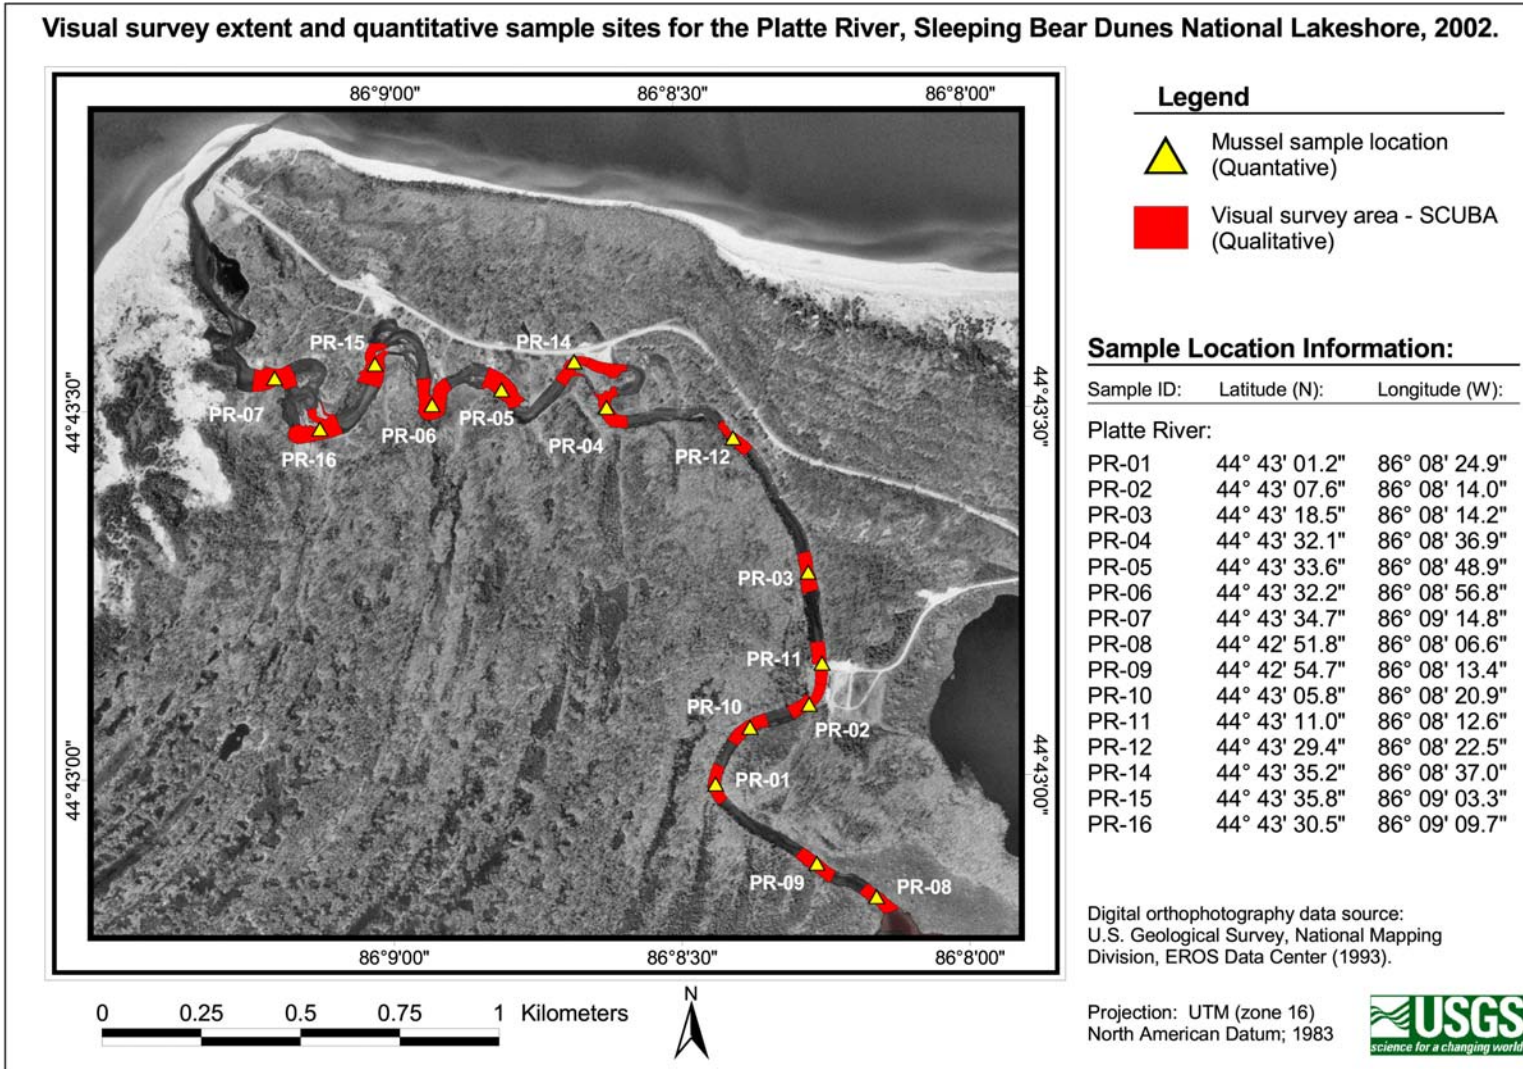 Visual survey extent and quantitative sample sites for the Platte River, Sleeping Bear Dunes National Lakeshore, 2002.
86°9'00" 86°8'30" 86°8'00"
44°43'30"
44°43'00"
PR-15
PR-14
PR-07
PR-16
PR-06
PR-05
PR-04
PR-12
PR-03
PR-11
PR-10
PR-02
PR-01
PR-09
PR-08
44°43'30"
44°43'00"
86°9'00" 86°8'30" 86°8'00"
0 0.25 0.5 0.75 1 Kilometers
N
Legend
Mussel sample location
(Quantative)
Visual survey area - SCUBA
(Qualitative)
Sample Location Information:
Sample ID: Latitude (N): Longitude (W):
Platte River:
PR-01 44° 43' 01.2" 86° 08' 24.9"
PR-02 44° 43' 07.6" 86° 08' 14.0"
PR-03 44° 43' 18.5" 86° 08' 14.2"
PR-04 44° 43' 32.1" 86° 08' 36.9"
PR-05 44° 43' 33.6" 86° 08' 48.9"
PR-06 44° 43' 32.2" 86° 08' 56.8"
PR-07 44° 43' 34.7" 86° 09' 14.8"
PR-08 44° 42' 51.8" 86° 08' 06.6"
PR-09 44° 42' 54.7" 86° 08' 13.4"
PR-10 44° 43' 05.8" 86° 08' 20.9"
PR-11 44° 43' 11.0" 86° 08' 12.6"
PR-12 44° 43' 29.4" 86° 08' 22.5"
PR-14 44° 43' 35.2" 86° 08' 37.0"
PR-15 44° 43' 35.8" 86° 09' 03.3"
PR-16 44° 43' 30.5" 86° 09' 09.7"
Digital orthophotography data source:
U.S. Geological Survey, National Mapping
Division, EROS Data Center (1993).
Projection: UTM (zone 16)
North American Datum; 1983
USGS
science for a changing world